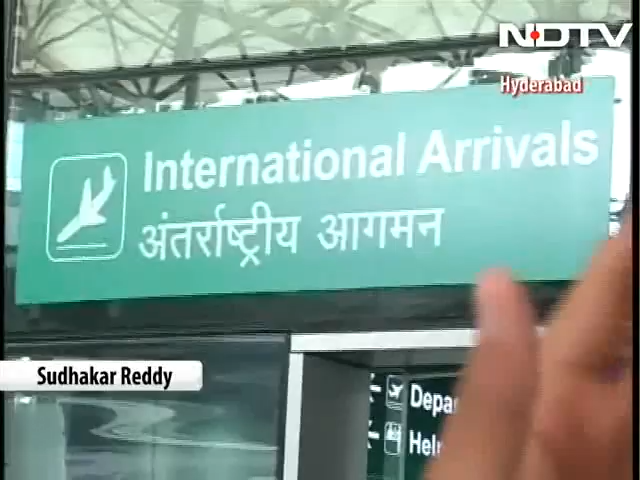 NDTV
Hyderabad
International Arrivals
अंतर्राष्ट्रीय आगमन
Sudhakar Reddy